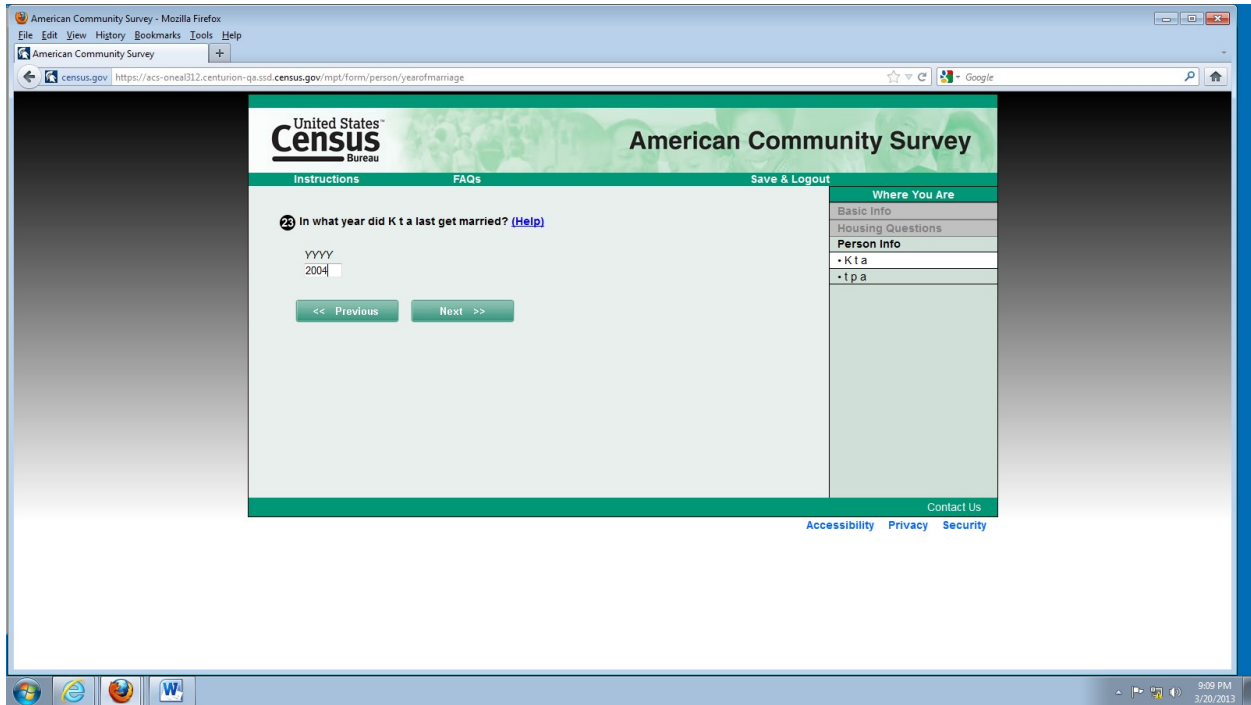 American Community Survey - Mozilla Firefox
File Edit View History Bookmarks Tools Help
American Community Survey +
census.gov https://acs-oneal312.centurion-qa.ssd.census.gov/mpt/form/person/yearofmarriage Google
United States™
Census
Bureau
American Community Survey
Instructions FAQs Save & Logout
Where You Are
Basic Info
Housing Questions
Person Info
• K t a
• t p a
23 In what year did K t a last get married? (Help)
YYYY
2004
<< Previous Next >>
Contact Us
Accessibility Privacy Security
W
9:09 PM
3/20/2013